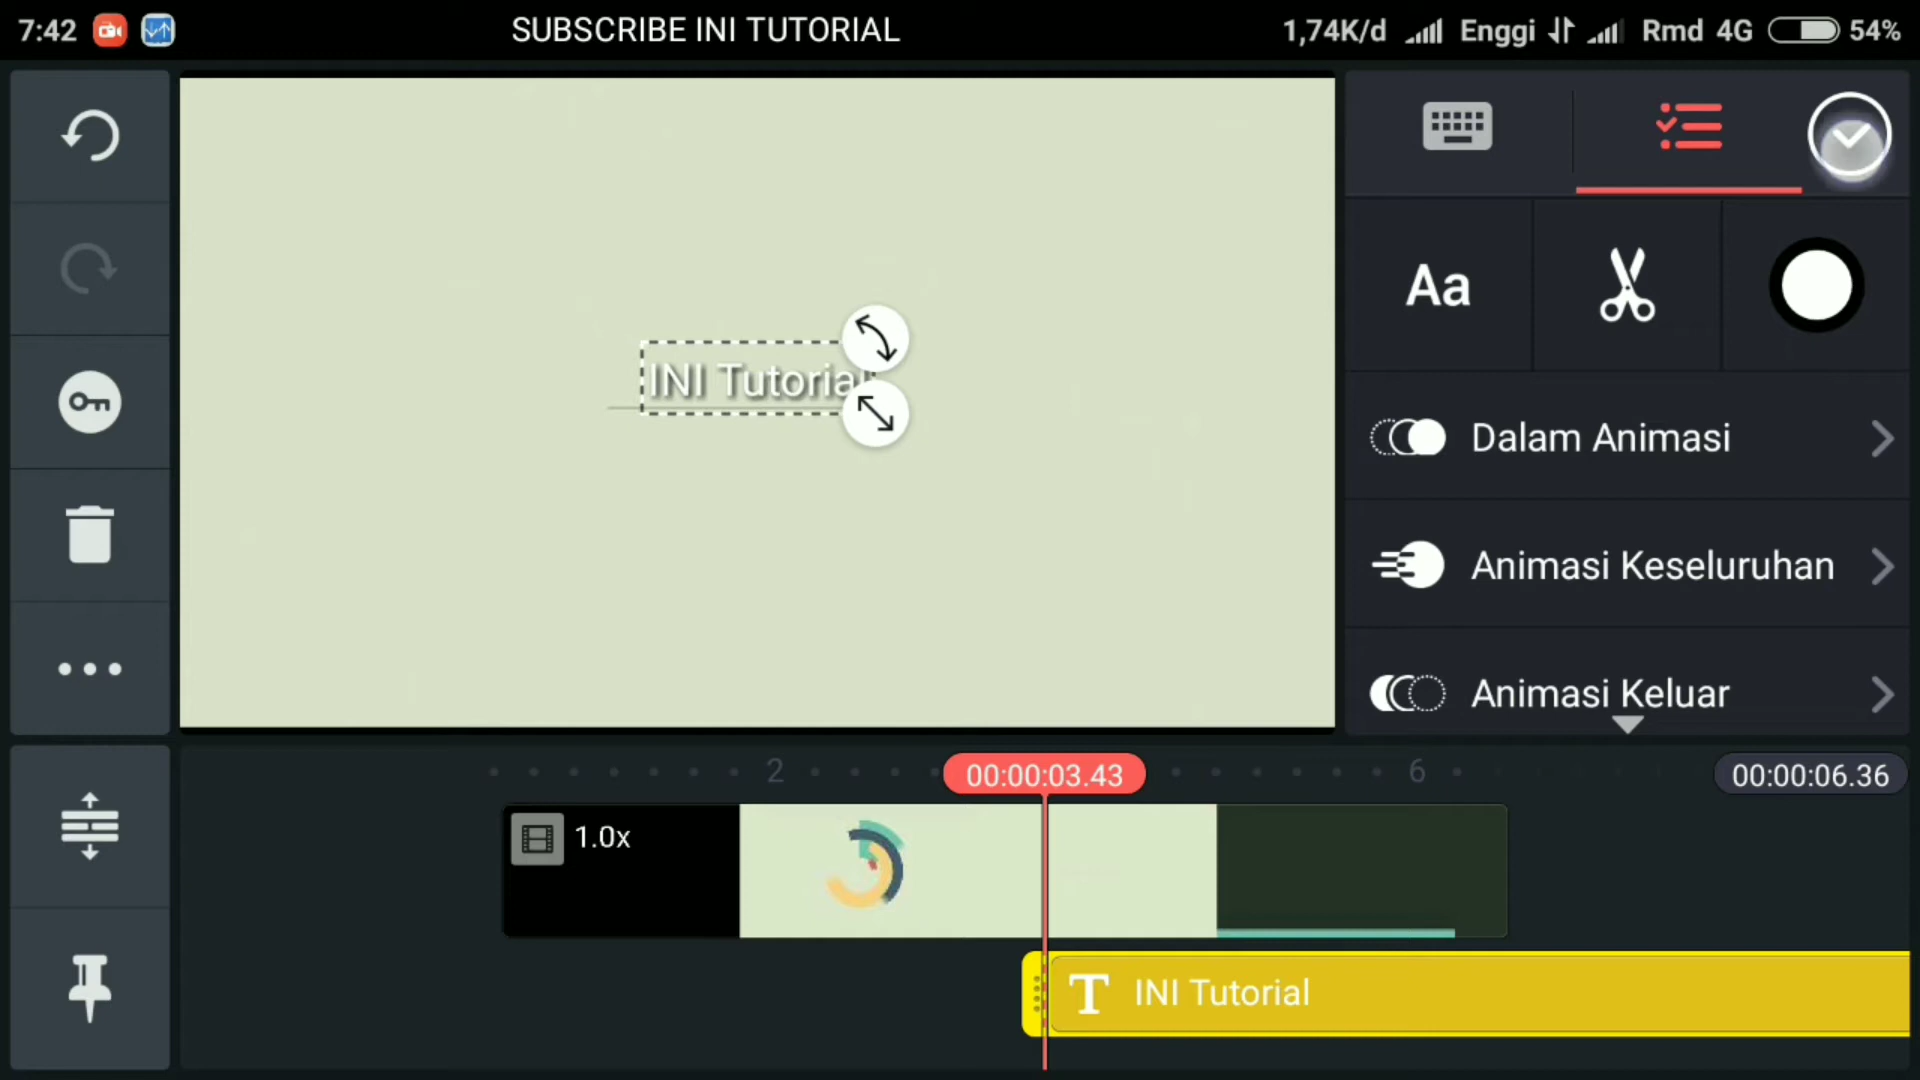 7:42 SUBSCRIBE INI TUTORIAL 1,74K/d Enggi Rmd 4G 54%
INI Tutorial
Aa
Dalam Animasi
Animasi Keseluruhan
Animasi Keluar
2 00:00:03.43 6 00:00:06.36
1.0x
T INI Tutorial